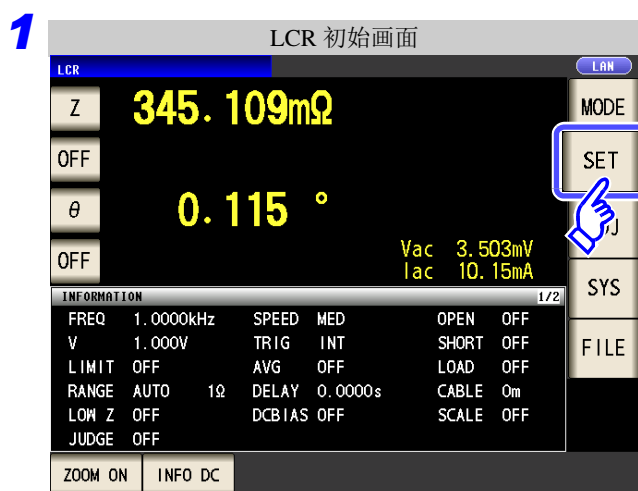 1
LCR 初始画面
LCR
LAN
Z
345.109mΩ
MODE
OFF
SET
θ
0.115 °
OFF
Vac 3.503mV
Iac 10.15mA
SYS
INFORMATION 1/2
FREQ 1.0000kHz SPEED MED OPEN OFF
V 1.000V TRIG INT SHORT OFF
FILE
LIMIT OFF AVG OFF LOAD OFF
RANGE AUTO 1Ω DELAY 0.0000s CABLE 0m
LOW Z OFF DCBIAS OFF SCALE OFF
JUDGE OFF
ZOOM ON INFO DC